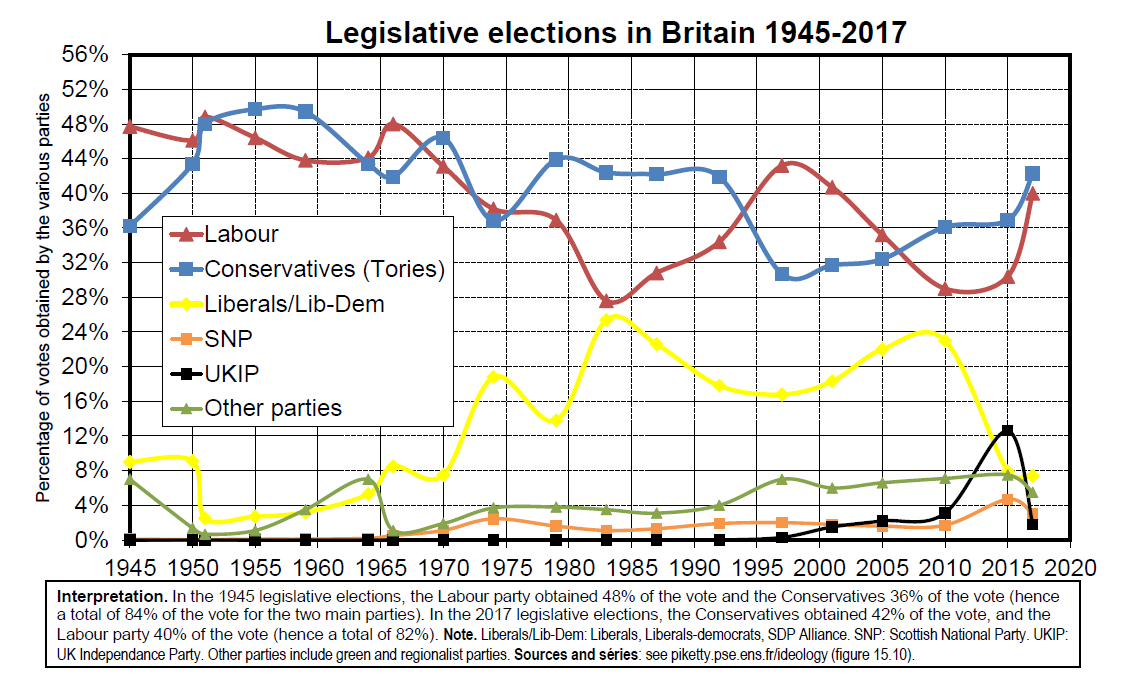 Legislative elections in Britain 1945-2017
Percentage of votes obtained by the various parties
56%
52%
48%
44%
40%
36%
32%
28%
24%
20%
16%
12%
8%
4%
0%
Labour
Conservatives (Tories)
Liberals/Lib-Dem
SNP
UKIP
Other parties
1945 1950 1955 1960 1965 1970 1975 1980 1985 1990 1995 2000 2005 2010 2015 2020
Interpretation. In the 1945 legislative elections, the Labour party obtained 48% of the vote and the Conservatives 36% of the vote (hence
a total of 84% of the vote for the two main parties). In the 2017 legislative elections, the Conservatives obtained 42% of the vote, and the
Labour party 40% of the vote (hence a total of 82%). Note. Liberals/Lib-Dem: Liberals, Liberals-democrats, SDP Alliance. SNP: Scottish National Party. UKIP:
UK Independance Party. Other parties include green and regionalist parties. Sources and séries: see piketty.pse.ens.fr/ideology (figure 15.10).